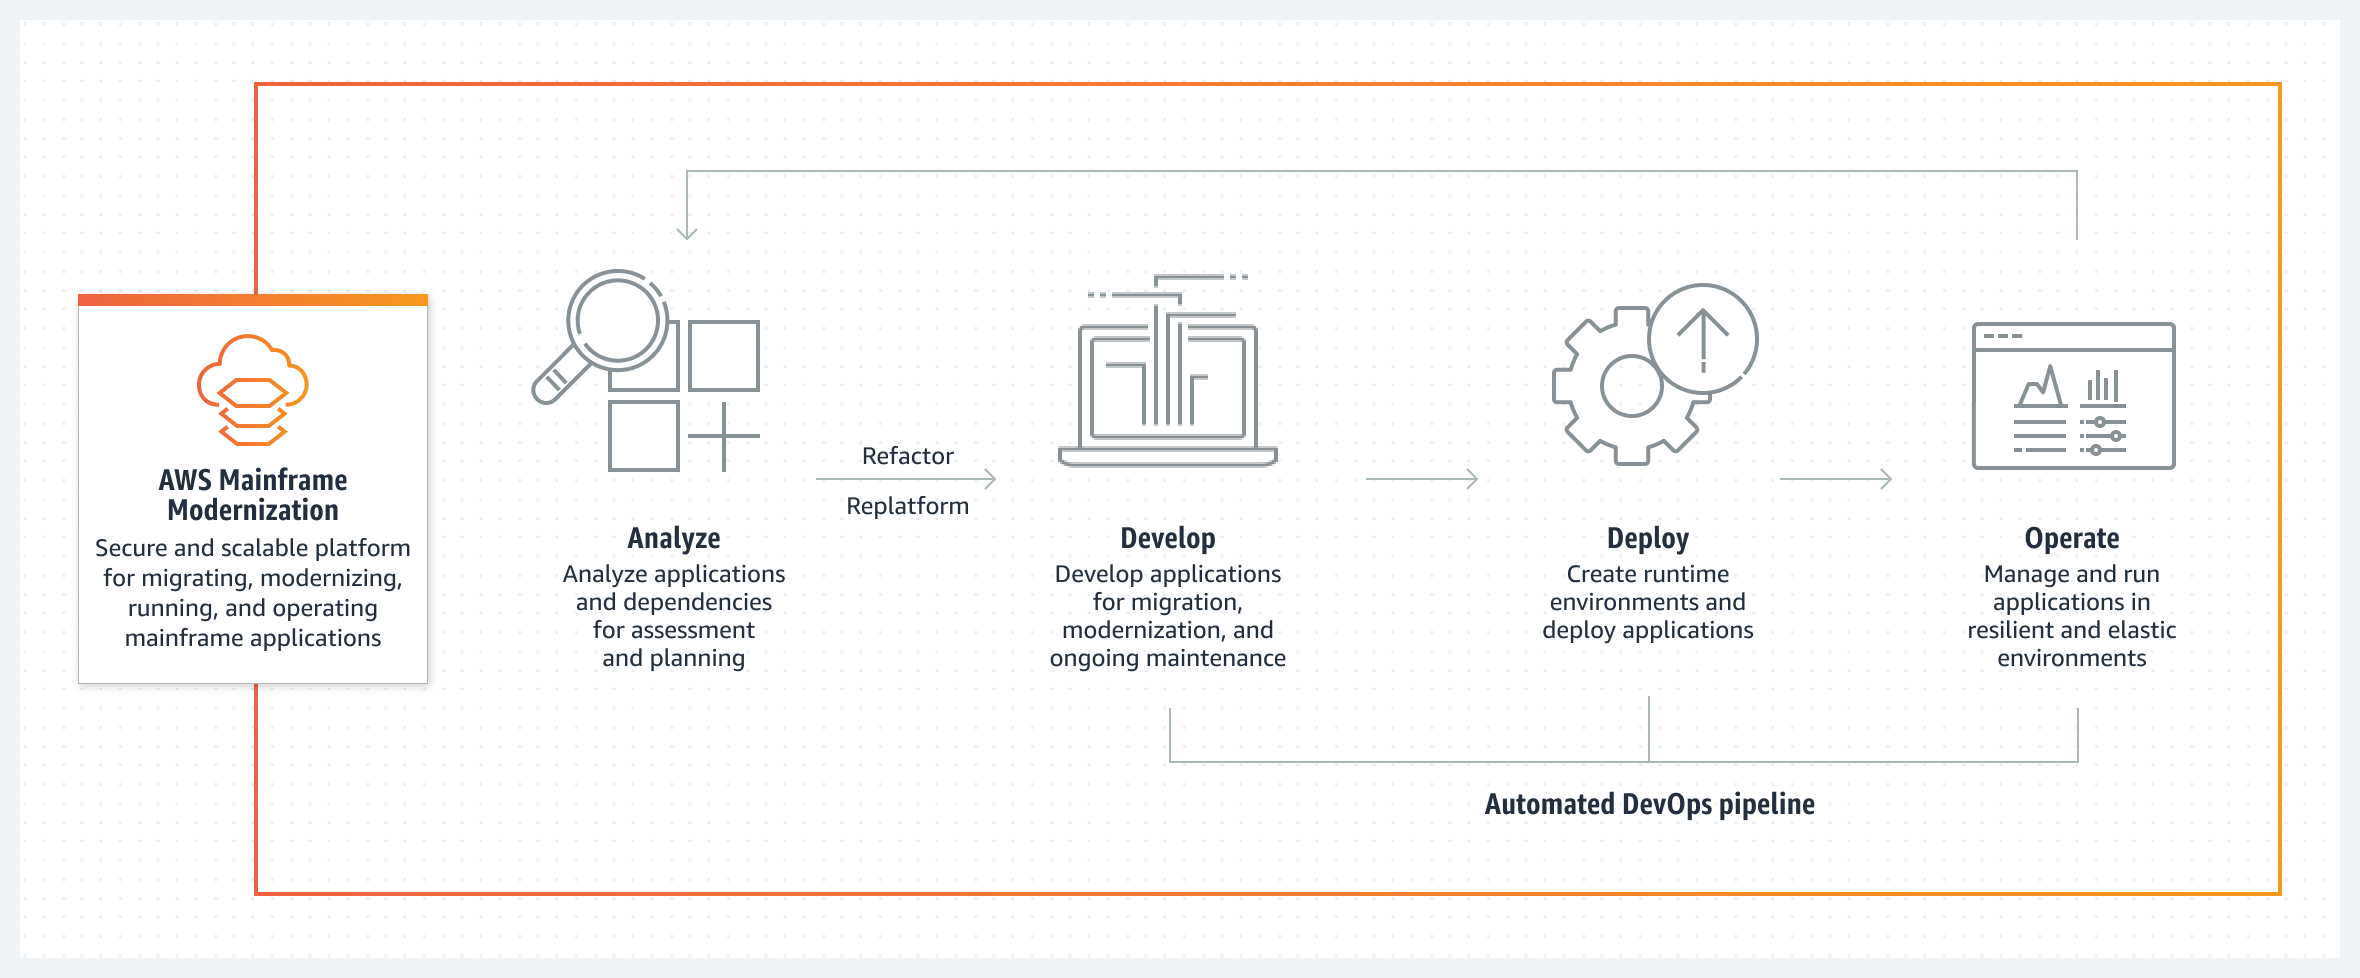 AWS Mainframe
Modernization
Secure and scalable platform
for migrating, modernizing,
running, and operating
mainframe applications
Analyze
Analyze applications
and dependencies
for assessment
and planning
Refactor
Replatform
Develop
Develop applications
for migration,
modernization, and
ongoing maintenance
Deploy
Create runtime
environments and
deploy applications
Operate
Manage and run
applications in
resilient and elastic
environments
Automated DevOps pipeline